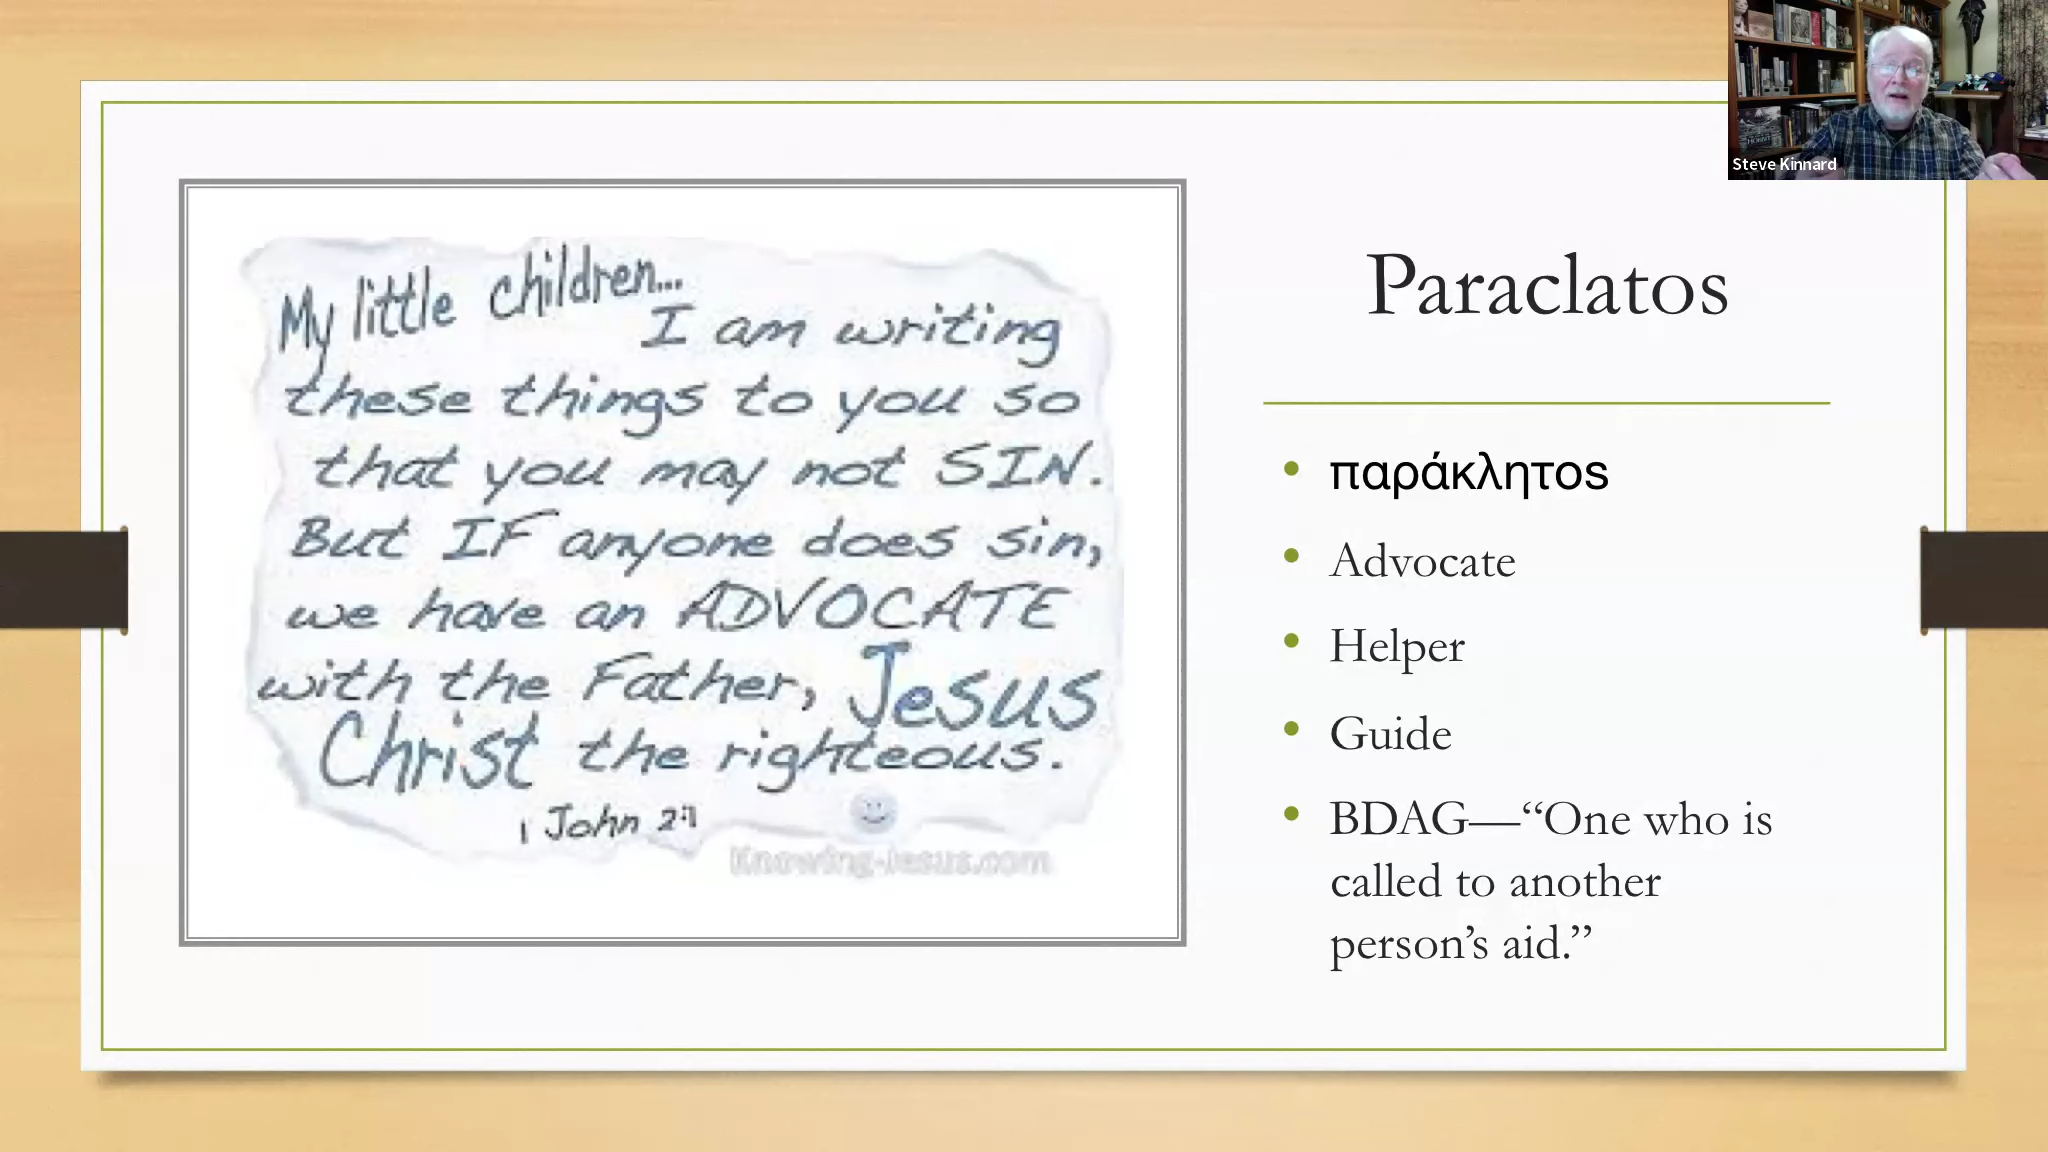 Steve Kinnard
My little children... I am writing
these things to you so
that you may not SIN.
But IF anyone does sin,
we have an ADVOCATE
with the Father, Jesus
Christ the righteous.
1 John 2:1
Knowing-Jesus.com
Paraclatos
• παράκλητοs
• Advocate
• Helper
• Guide
• BDAG—“One who is
called to another
person’s aid.”